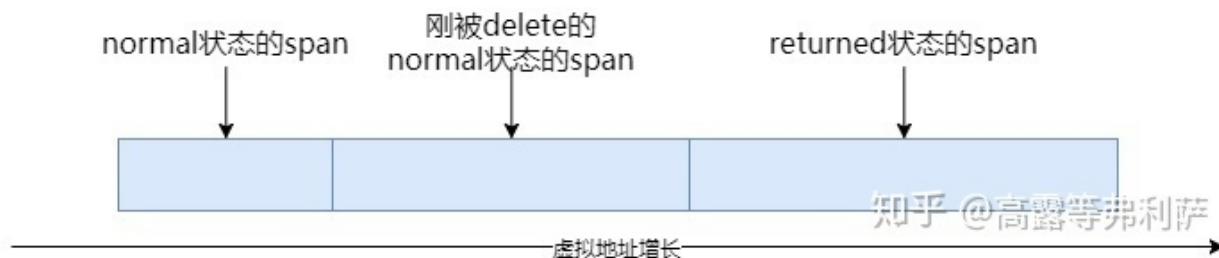 normal状态的span
刚被delete的
normal状态的span
returned状态的span
知乎 @高露等弗利萨
虚拟地址增长